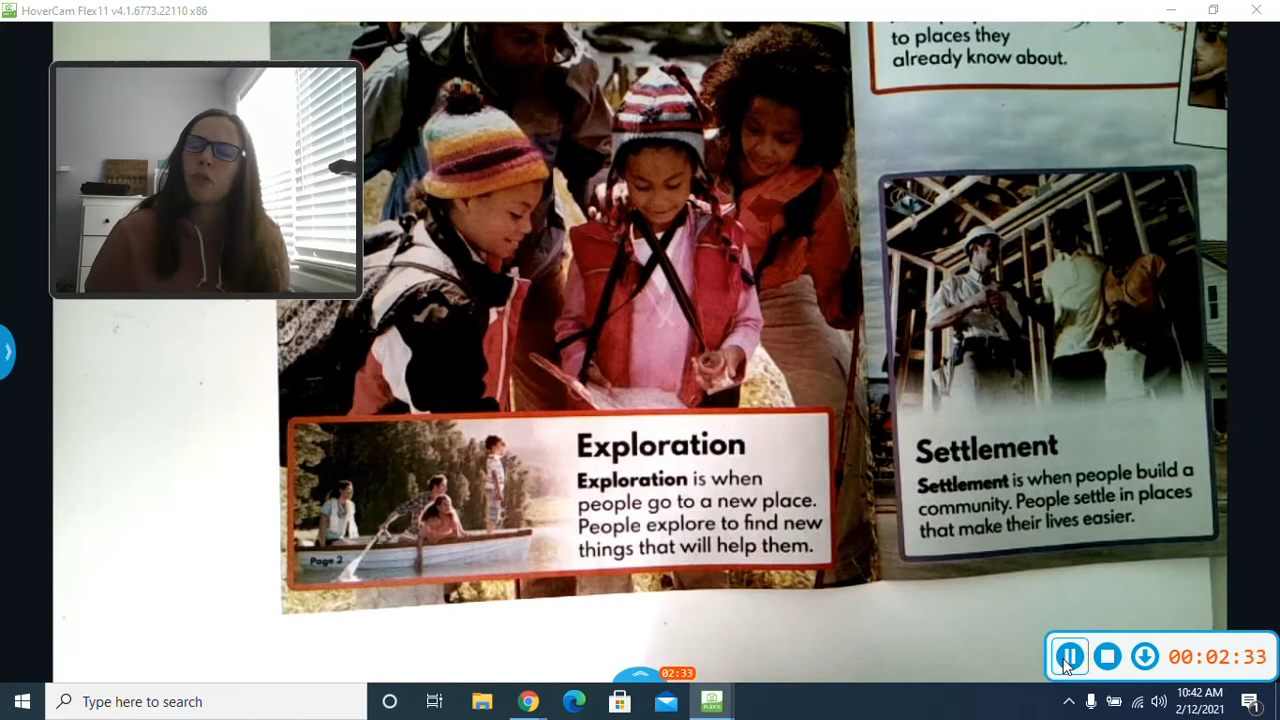 HoverCam Flex11 v4.1.6773.22110 x86
to places they
already know about.
Exploration
Exploration is when
people go to a new place.
People explore to find new
things that will help them.
Page 2
Settlement
Settlement is when people build a
community. People settle in places
that make their lives easier.
00:02:33
02:33
FLEX11
Type here to search
10:42 AM
2/12/2021
1